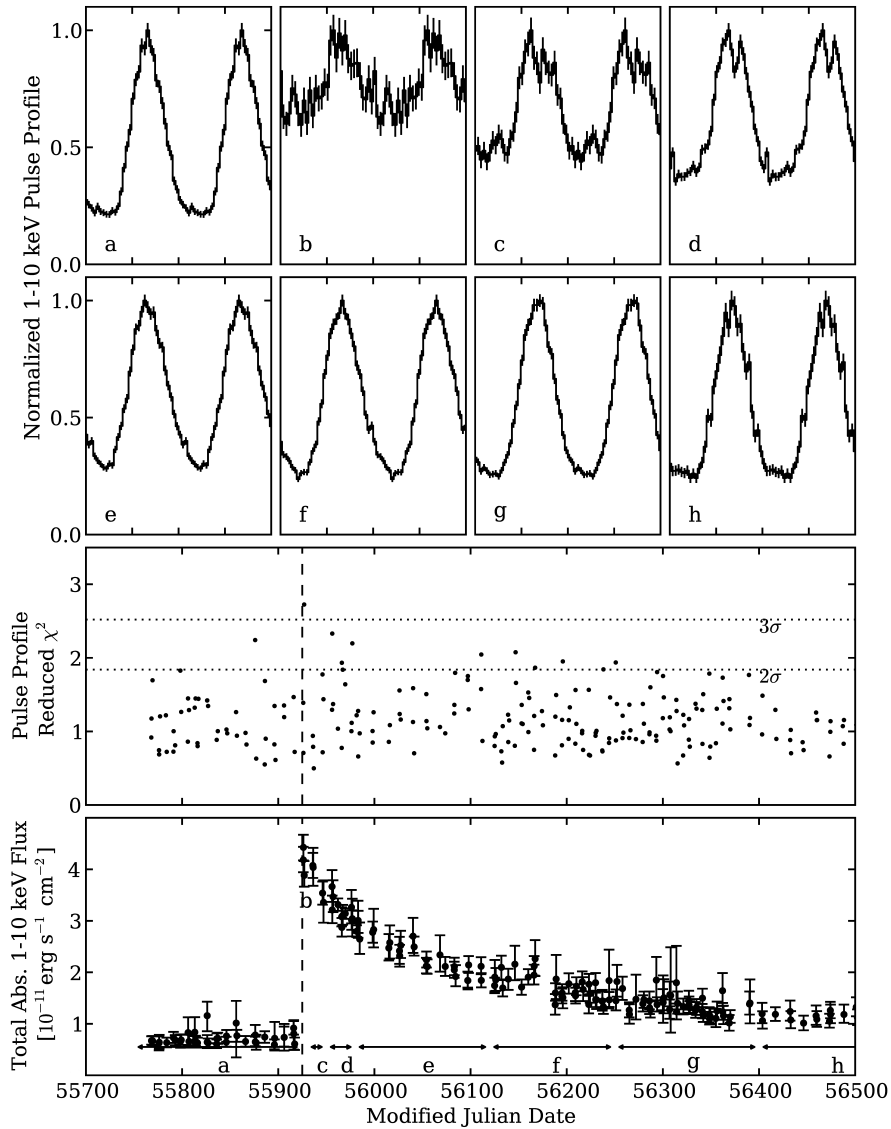 Normalized 1-10 keV Pulse Profile
1.0
0.5
0.0
a
b
c
d
1.0
0.5
0.0
e
f
g
h
Pulse Profile
Reduced χ²
3
2
1
0
3σ
2σ
Total Abs. 1-10 keV Flux
[10⁻¹¹ erg s⁻¹ cm⁻²]
4
3
2
1
b
a
c
d
e
f
g
h
55700 55800 55900 56000 56100 56200 56300 56400 56500
Modified Julian Date